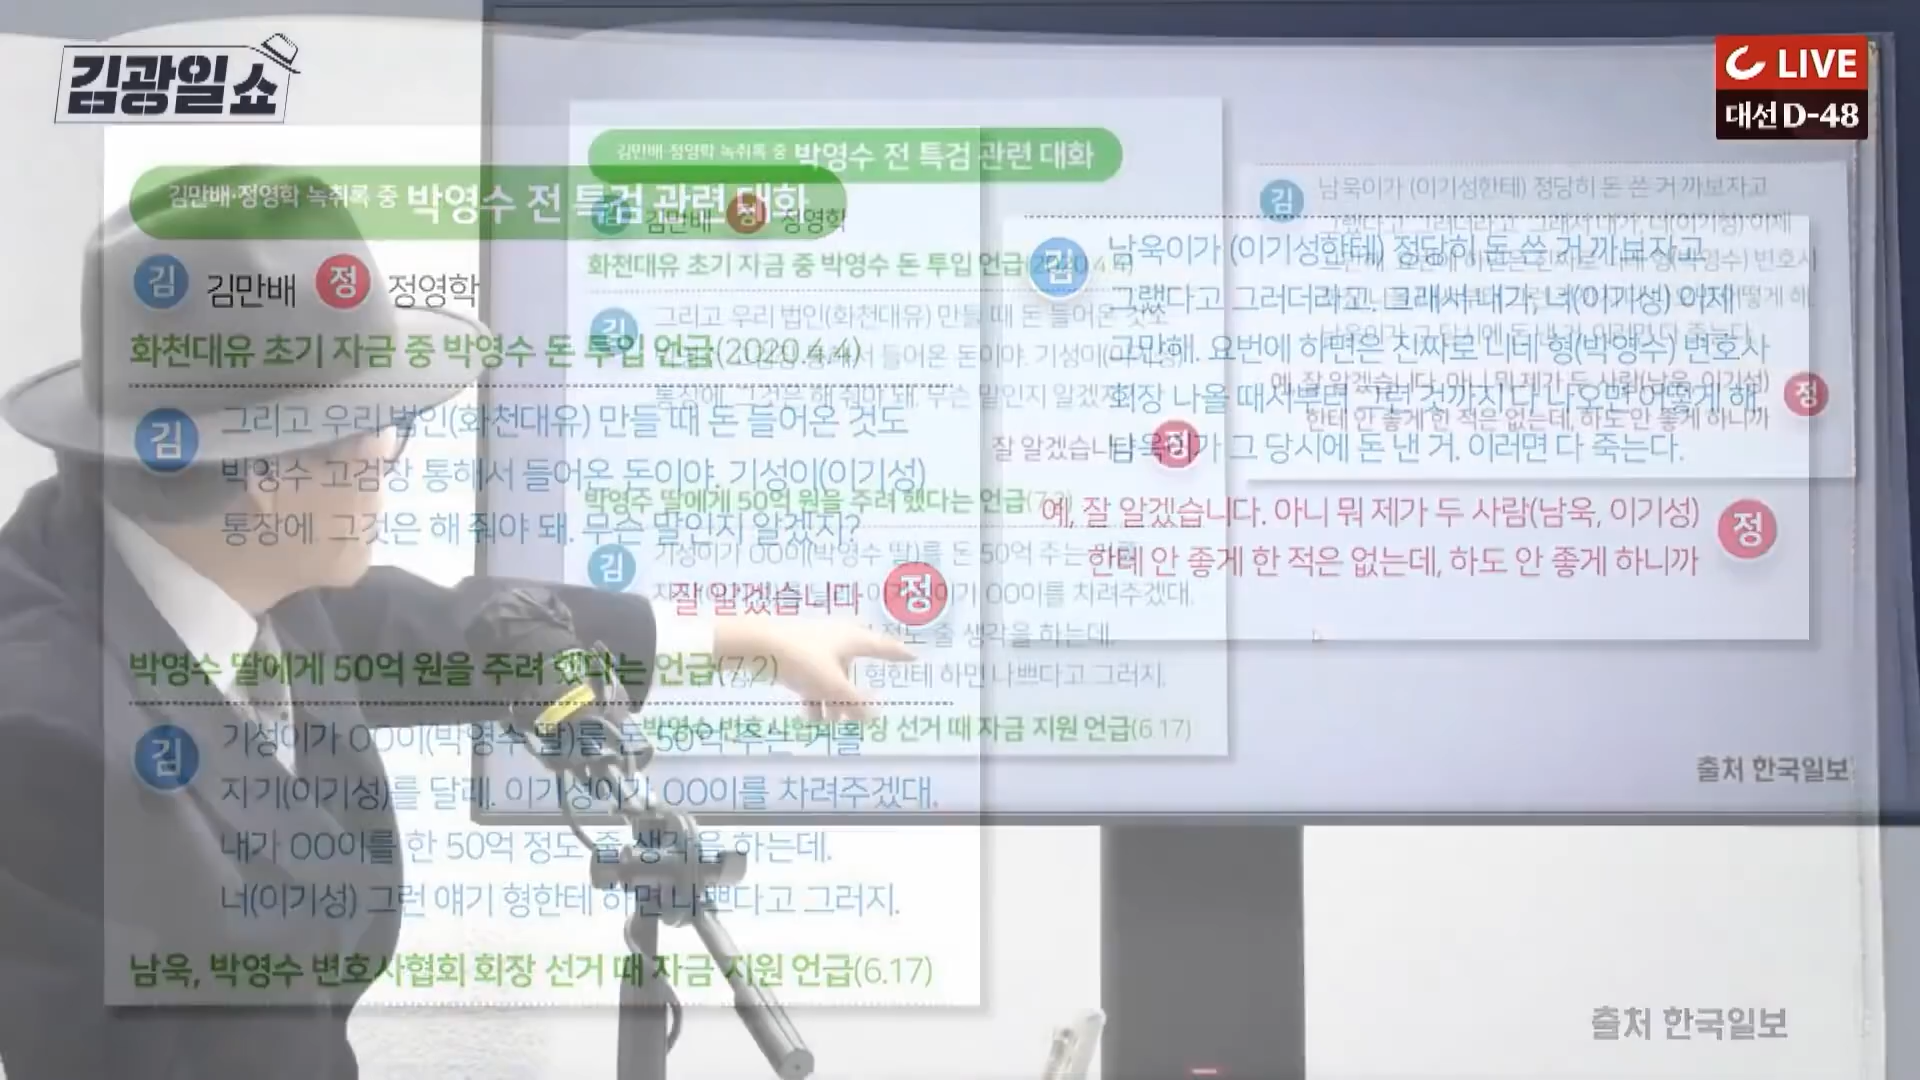 김광일쇼
LIVE
대선 D-48
김만배·정영학 녹취록 중 박영수 전 특검 관련 대화
김 김만배 정 정영학
화천대유 초기 자금 중 박영수 돈 투입 언급(2020.4.4)
김 그리고 우리 법인(화천대유) 만들 때 돈 들어온 것도
박영수 고검장 통해서 들어온 돈이야. 기성이(이기성)
통장에. 그것은 해 줘야 돼. 무슨 말인지 알겠지?
잘 알겠습니다 정
박영수 딸에게 50억 원을 주려 했다는 언급(7.2)
김 기성이가 OO이(박영수 딸)를 돈 50억 주는 거를
자기(이기성)를 달래. 이기성이가 OO이를 차려주겠대.
내가 OO이를 한 50억 정도 줄 생각을 하는데.
너(이기성) 그런 얘기 형한테 하면 나쁘다고 그러지.
남욱, 박영수 변호사협회 회장 선거 때 자금 지원 언급(6.17)
김 남욱이가 (이기성한테) 정당히 돈 쓴 거 까보자고
그랬다고 그러더라고. 그래서 내가, 너(이기성) 이제
그만해. 요번에 하면은 진짜로 니네 형(박영수) 변호사
회장 나올 때서부터 그런 것까지 다 나오면 어떻게 해.
남욱이가 그 당시에 돈 낸 거. 이러면 다 죽는다.
예, 잘 알겠습니다. 아니 뭐 제가 두 사람(남욱, 이기성) 정
한테 안 좋게 한 적은 없는데, 하도 안 좋게 하니까
출처 한국일보
박영수 전 특검 관련 대화
출처 한국일보